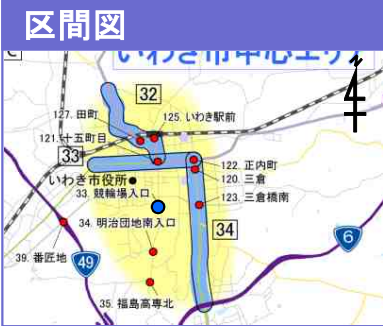 区間図
いわき市中心エリア
32
127. 田町
125. いわき駅前
121. 十五町目
33
122. 正内町
いわき市役所
120. 三倉
33. 競輪場入口
123. 三倉橋南
34. 明治団地南入口
34
39. 番匠地
49
6
35. 福島高専北